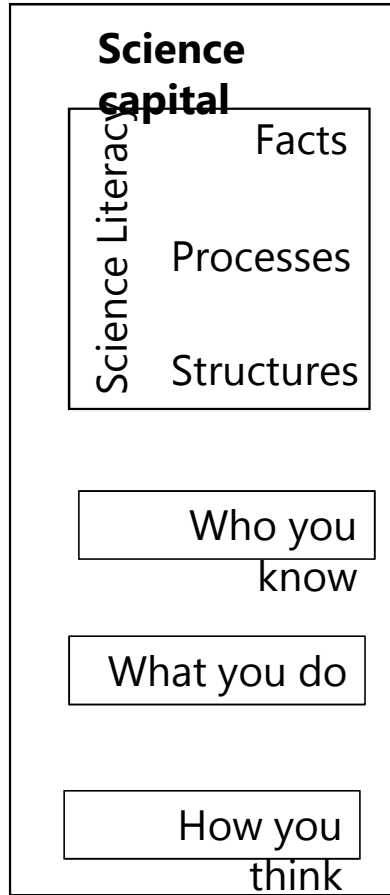 Science
capital
Science Literacy
Facts
Processes
Structures
Who you
know
What you do
How you
think